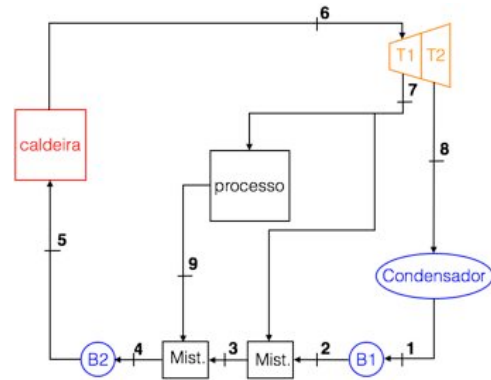 6
T1 T2
7
caldeira
processo
8
5
9
Condensador
B2
4
Mist.
3
Mist.
2
B1
1